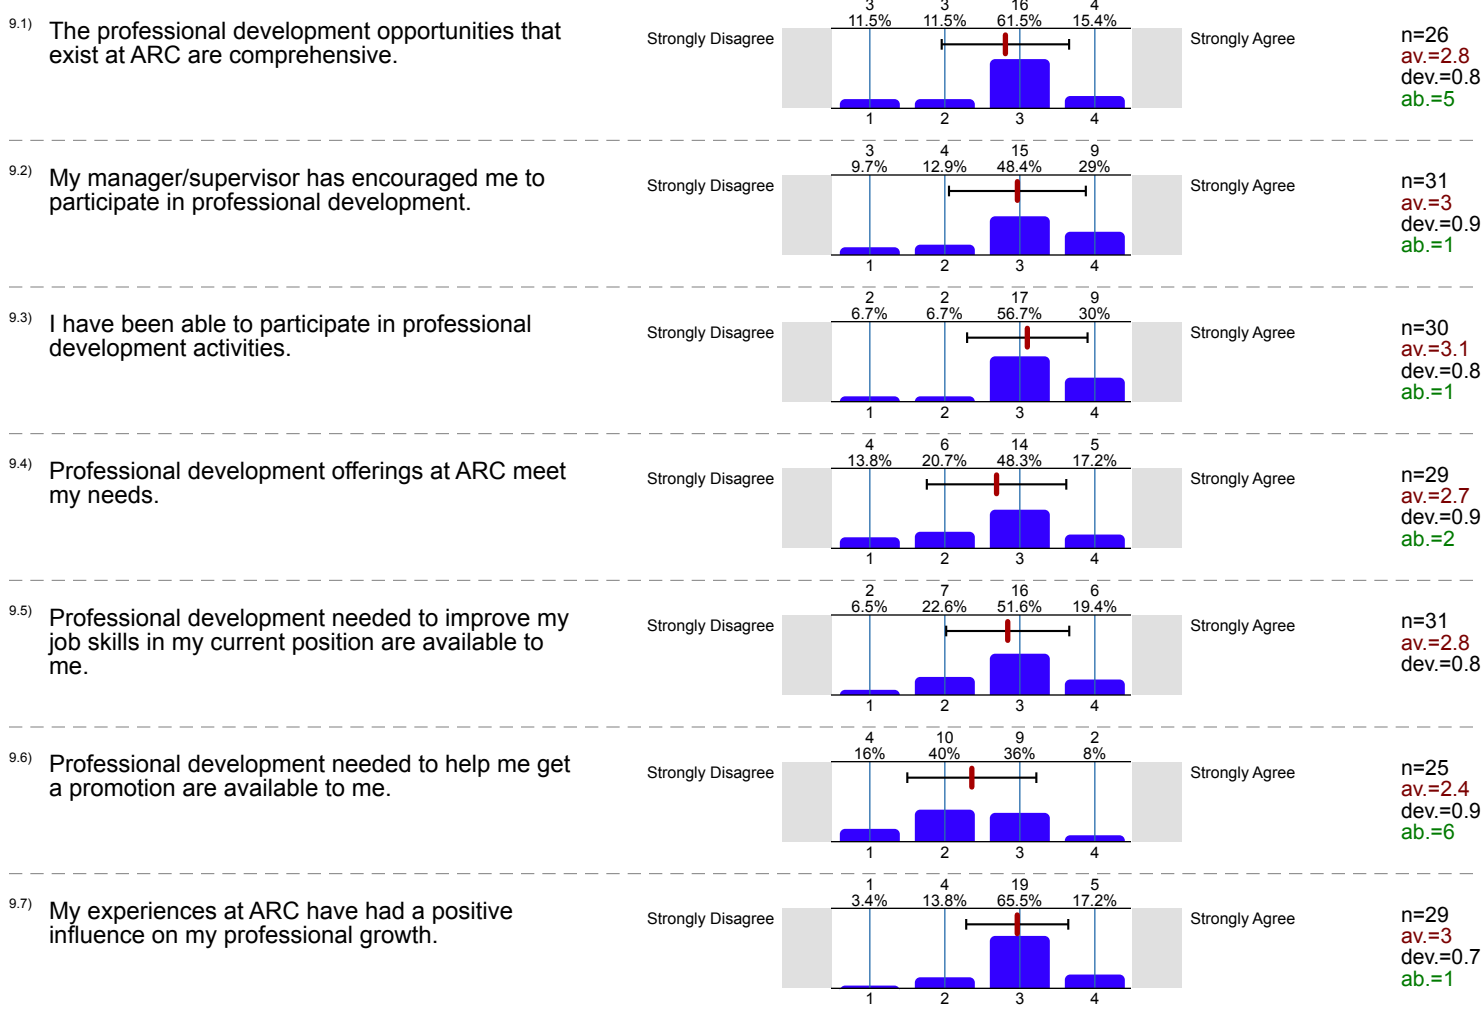 3 3 16 4
11.5% 11.5% 61.5% 15.4%
9.1) The professional development opportunities that
exist at ARC are comprehensive.
Strongly Disagree
Strongly Agree
1 2 3 4
n=26
av.=2.8
dev.=0.8
ab.=5
3 4 15 9
9.7% 12.9% 48.4% 29%
9.2) My manager/supervisor has encouraged me to
participate in professional development.
Strongly Disagree
Strongly Agree
1 2 3 4
n=31
av.=3
dev.=0.9
ab.=1
2 2 17 9
6.7% 6.7% 56.7% 30%
9.3) I have been able to participate in professional
development activities.
Strongly Disagree
Strongly Agree
1 2 3 4
n=30
av.=3.1
dev.=0.8
ab.=1
4 6 14 5
13.8% 20.7% 48.3% 17.2%
9.4) Professional development offerings at ARC meet
my needs.
Strongly Disagree
Strongly Agree
1 2 3 4
n=29
av.=2.7
dev.=0.9
ab.=2
2 7 16 6
6.5% 22.6% 51.6% 19.4%
9.5) Professional development needed to improve my
job skills in my current position are available to
me.
Strongly Disagree
Strongly Agree
1 2 3 4
n=31
av.=2.8
dev.=0.8
4 10 9 2
16% 40% 36% 8%
9.6) Professional development needed to help me get
a promotion are available to me.
Strongly Disagree
Strongly Agree
1 2 3 4
n=25
av.=2.4
dev.=0.9
ab.=6
1 4 19 5
3.4% 13.8% 65.5% 17.2%
9.7) My experiences at ARC have had a positive
influence on my professional growth.
Strongly Disagree
Strongly Agree
1 2 3 4
n=29
av.=3
dev.=0.7
ab.=1